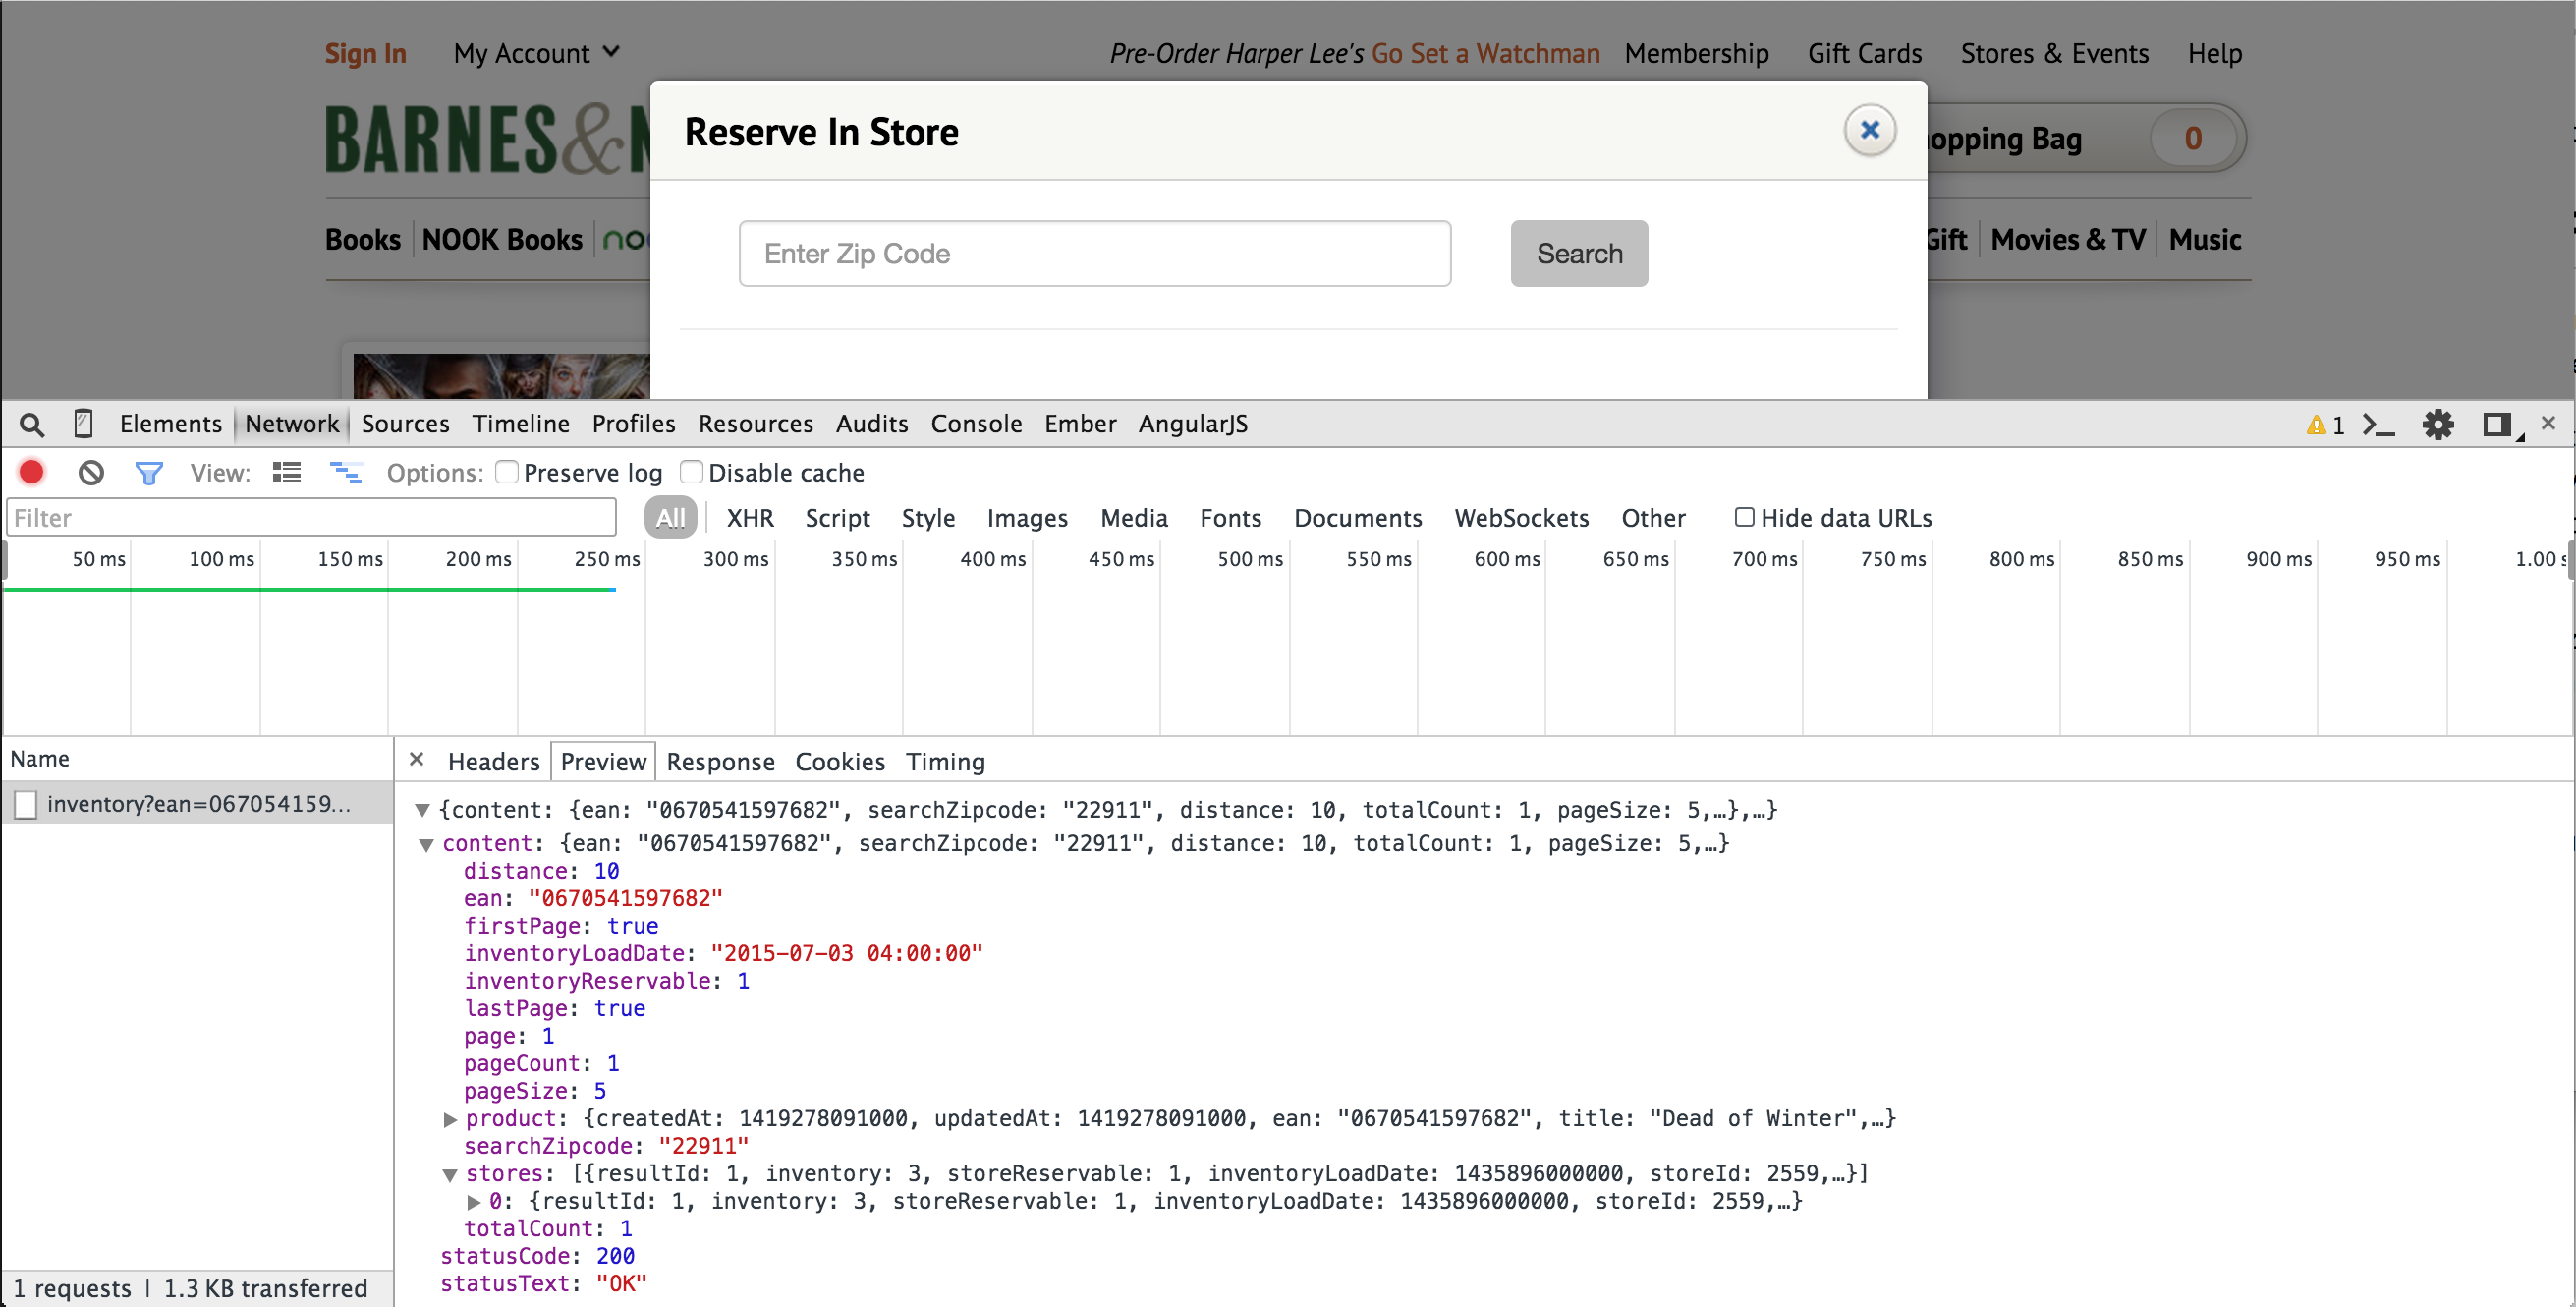 Sign In My Account Pre-Order Harper Lee's Go Set a Watchman Membership Gift Cards Stores & Events Help
BARNES&
Reserve In Store
opping Bag 0
Books NOOK Books Gift Movies & TV Music
Enter Zip Code Search
Elements Network Sources Timeline Profiles Resources Audits Console Ember AngularJS 1
View: Options: Preserve log Disable cache
Filter All XHR Script Style Images Media Fonts Documents WebSockets Other Hide data URLs
50 ms 100 ms 150 ms 200 ms 250 ms 300 ms 350 ms 400 ms 450 ms 500 ms 550 ms 600 ms 650 ms 700 ms 750 ms 800 ms 850 ms 900 ms 950 ms 1.00 s
Name × Headers Preview Response Cookies Timing
inventory?ean=067054159...
{content: {ean: "0670541597682", searchZipcode: "22911", distance: 10, totalCount: 1, pageSize: 5,…},…}
content: {ean: "0670541597682", searchZipcode: "22911", distance: 10, totalCount: 1, pageSize: 5,…}
distance: 10
ean: "0670541597682"
firstPage: true
inventoryLoadDate: "2015-07-03 04:00:00"
inventoryReservable: 1
lastPage: true
page: 1
pageCount: 1
pageSize: 5
product: {createdAt: 1419278091000, updatedAt: 1419278091000, ean: "0670541597682", title: "Dead of Winter",…}
searchZipcode: "22911"
stores: [{resultId: 1, inventory: 3, storeReservable: 1, inventoryLoadDate: 1435896000000, storeId: 2559,…}]
0: {resultId: 1, inventory: 3, storeReservable: 1, inventoryLoadDate: 1435896000000, storeId: 2559,…}
totalCount: 1
statusCode: 200
statusText: "OK"
1 requests | 1.3 KB transferred